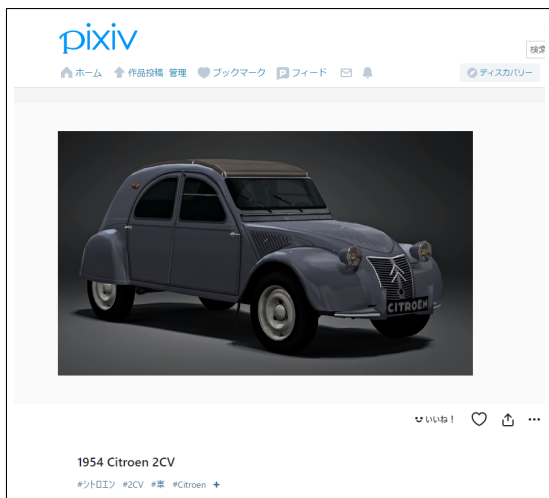 pixiv
検索
ホーム 作品投稿 管理 ブックマーク フィード ディスカバリー
CITROËN
いいね！
1954 Citroen 2CV
#シトロエン #2CV #車 #Citroen +